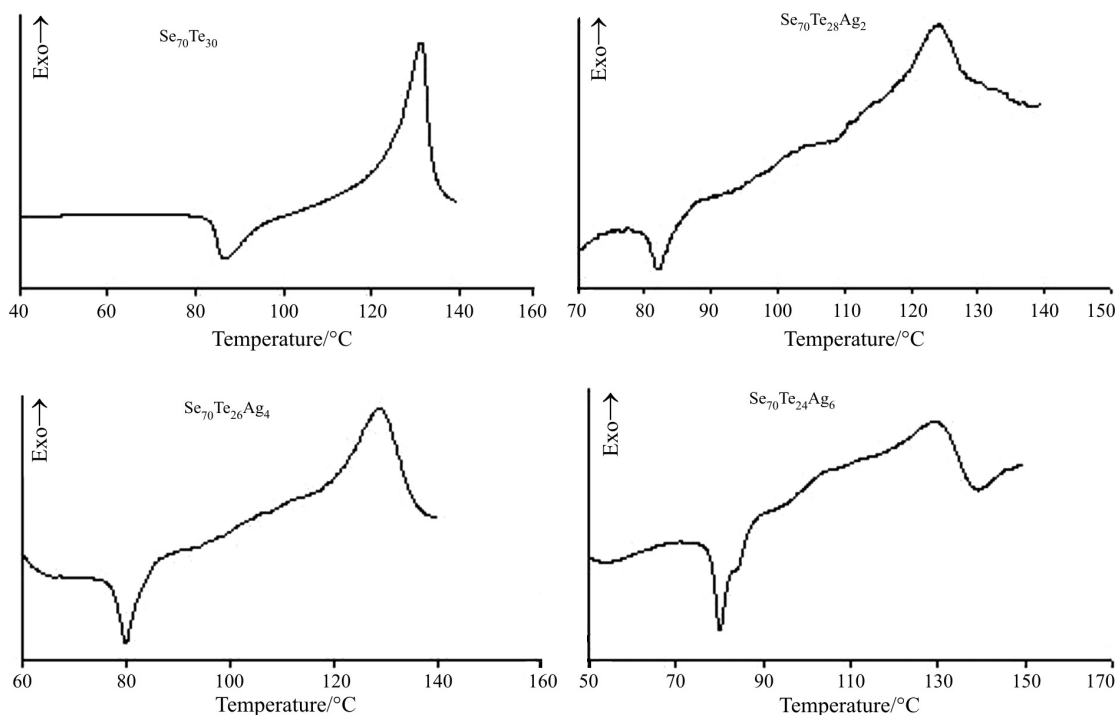 Se₇₀Te₃₀
Exo→
40 60 80 100 120 140 160
Temperature/°C
Se₇₀Te₂₈Ag₂
Exo→
70 80 90 100 110 120 130 140 150
Temperature/°C
Se₇₀Te₂₆Ag₄
Exo→
60 80 100 120 140 160
Temperature/°C
Se₇₀Te₂₄Ag₆
Exo→
50 70 90 110 130 150 170
Temperature/°C